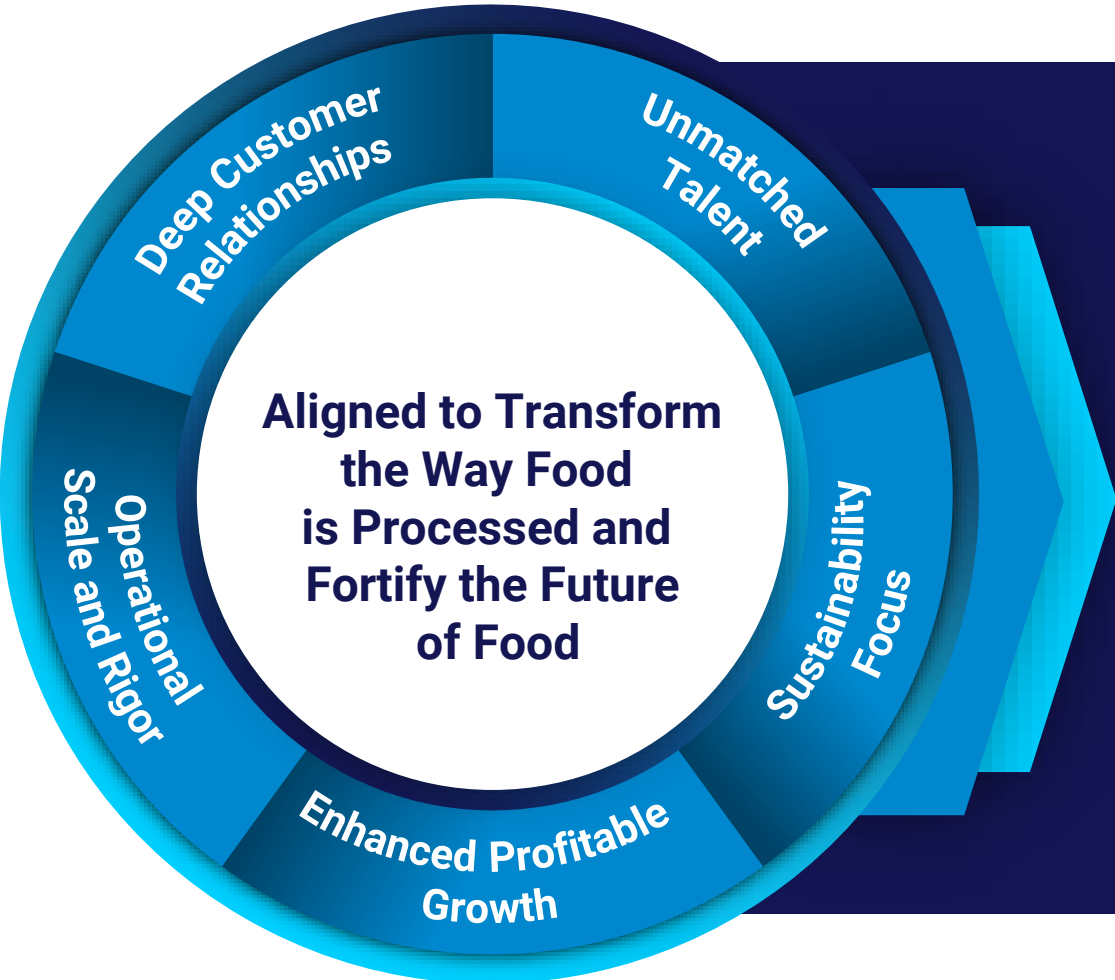 Deep Customer
Relationships
Unmatched
Talent
Aligned to Transform
the Way Food
is Processed and
Fortify the Future
of Food
Sustainability
Focus
Enhanced Profitable
Growth
Operational
Scale and Rigor